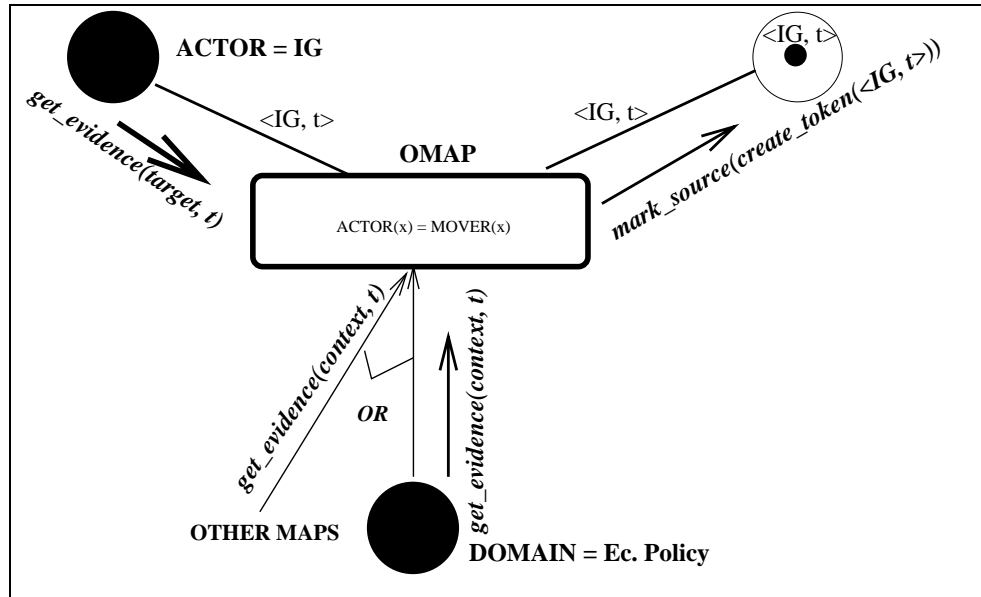 ACTOR = IG
<IG, t>
get_evidence(target, t)
<IG, t>
<IG, t>
mark_source(create_token(<IG, t>))
OMAP
ACTOR(x) = MOVER(x)
get_evidence(context, t)
get_evidence(context, t)
OR
OTHER MAPS
DOMAIN = Ec. Policy